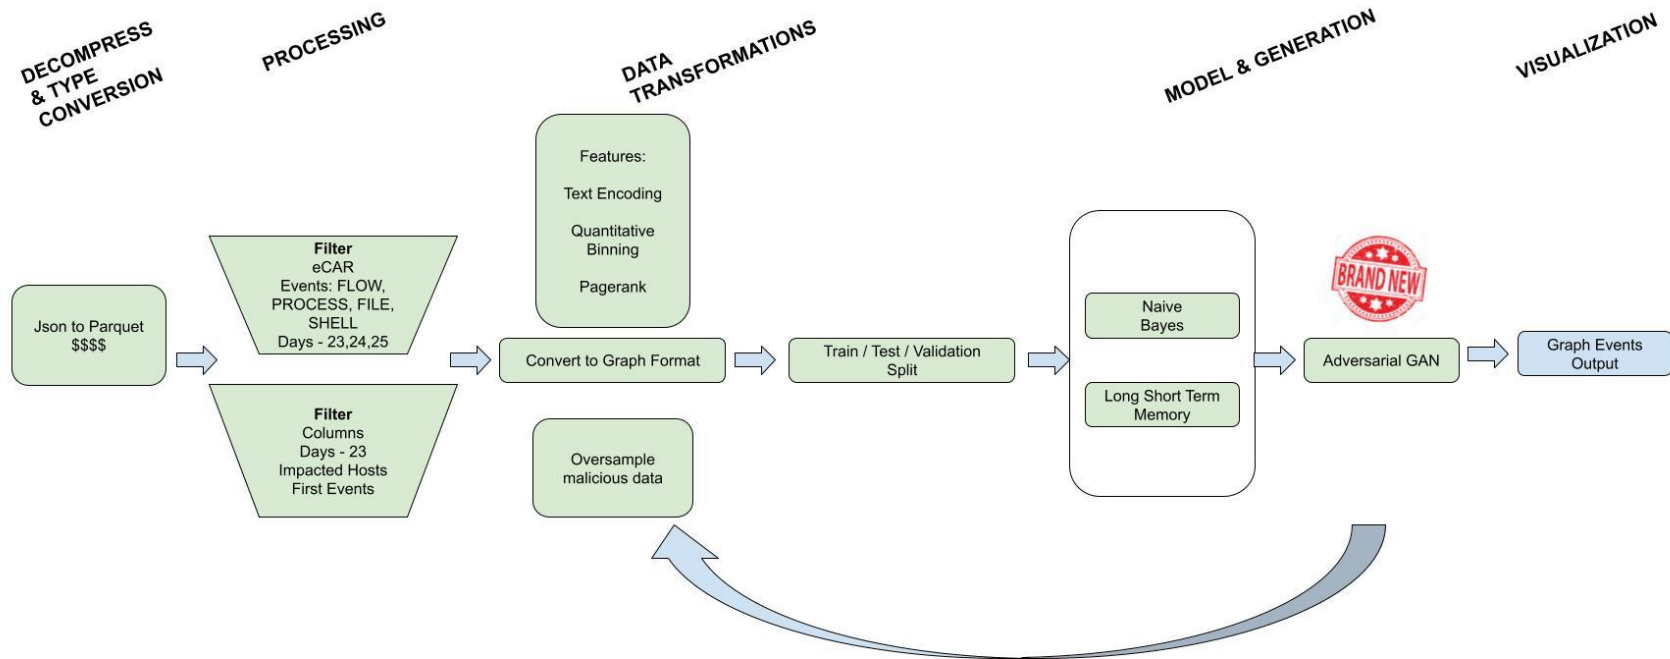 DECOMPRESS
& TYPE
CONVERSION
PROCESSING
DATA
TRANSFORMATIONS
MODEL & GENERATION
VISUALIZATION
Json to Parquet
$$$$
Filter
eCAR
Events: FLOW,
PROCESS, FILE,
SHELL
Days - 23,24,25
Filter
Columns
Days - 23
Impacted Hosts
First Events
Features:
Text Encoding
Quantitative
Binning
Pagerank
Convert to Graph Format
Oversample
malicious data
Train / Test / Validation
Split
Naive
Bayes
Long Short Term
Memory
BRAND NEW
Adversarial GAN
Graph Events
Output